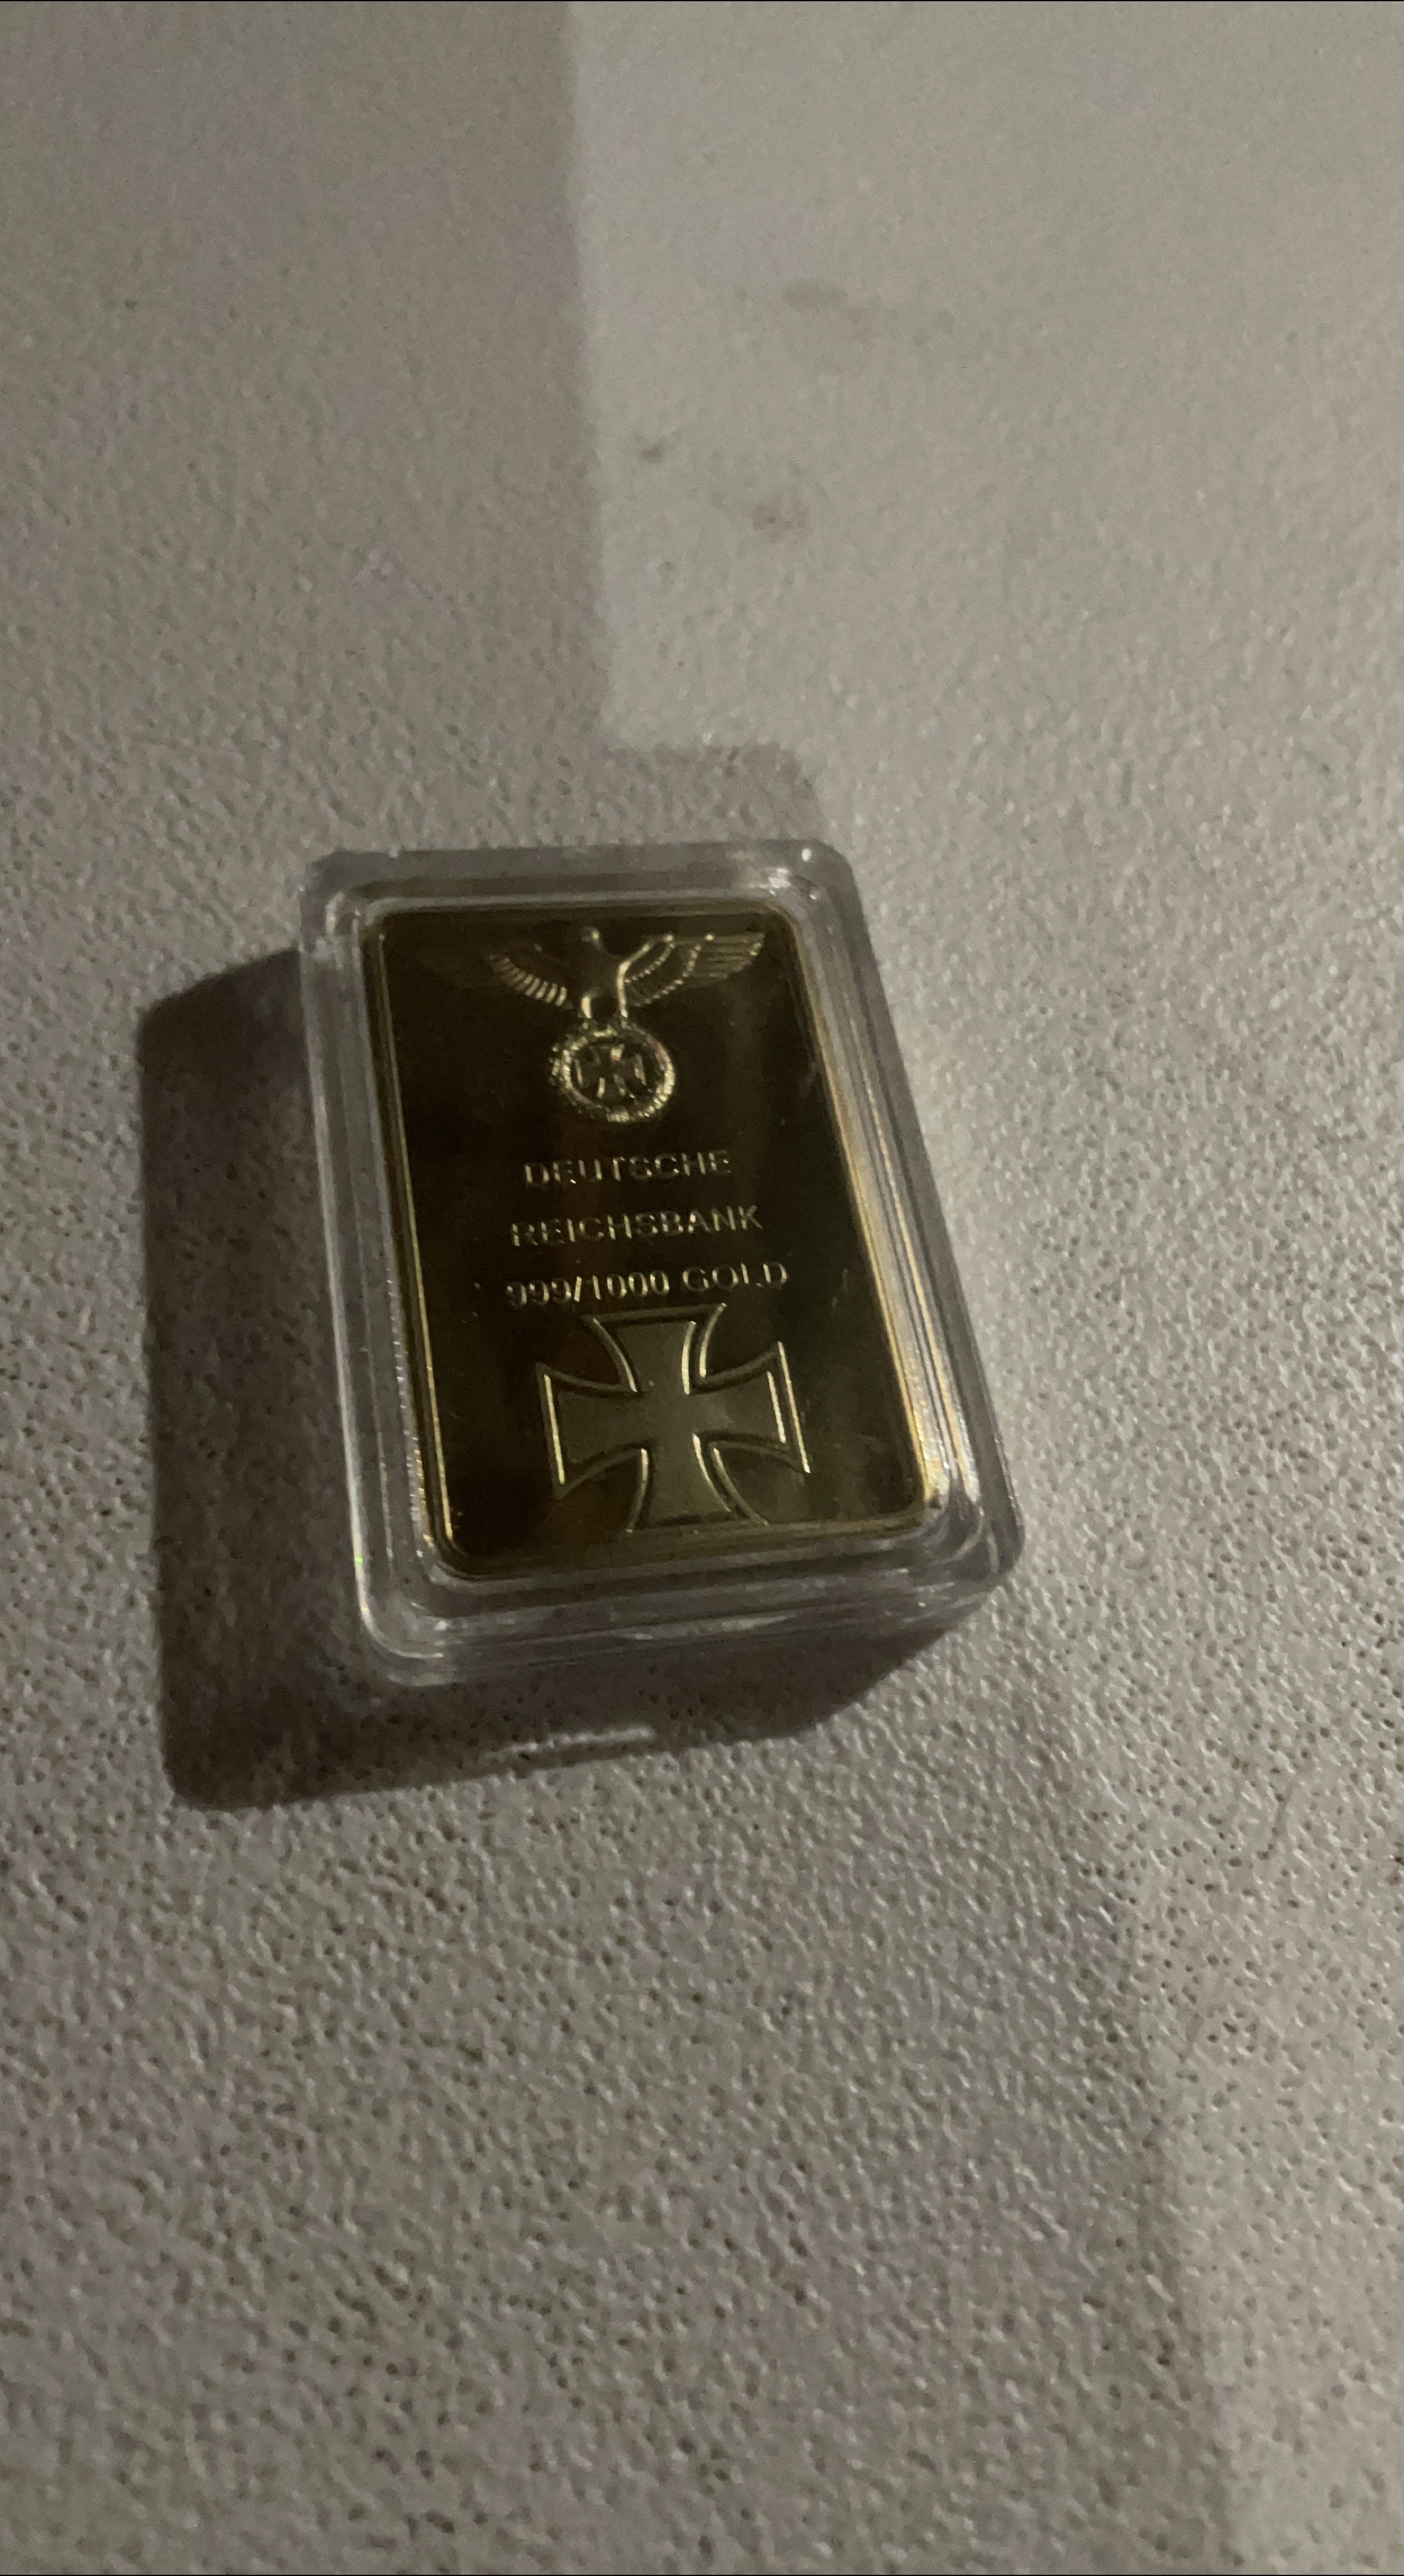 DEUTSCHE
REICHSBANK
999/1000 GOLD